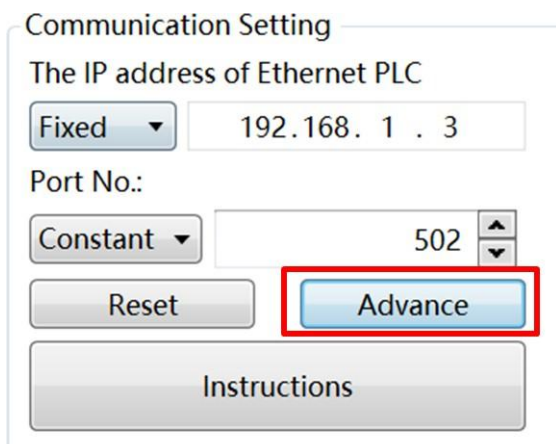 Communication Setting
The IP address of Ethernet PLC
Fixed 192.168. 1 . 3
Port No.:
Constant 502
Reset Advance
Instructions